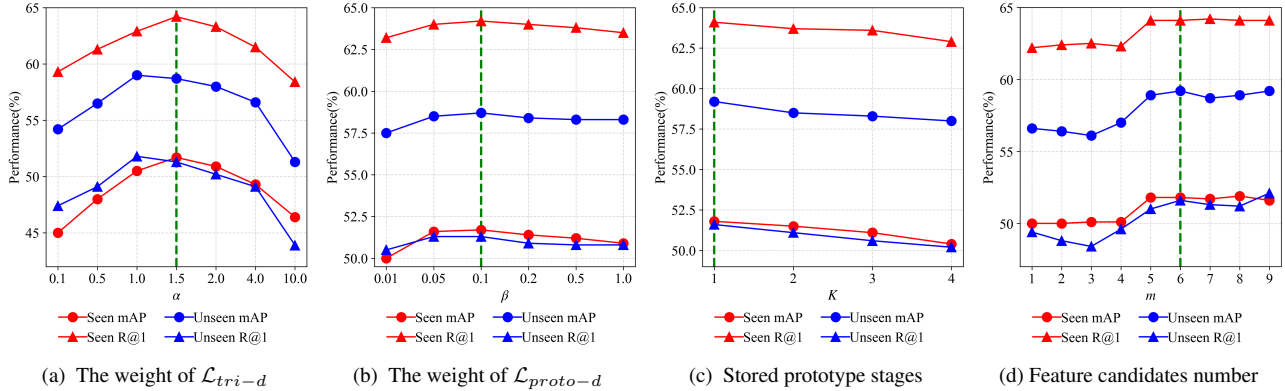 65
60
55
50
45
Performance(%)
0.1 0.5 1.0 1.5 2.0 4.0 10.0
α
Seen mAP Unseen mAP
Seen R@1 Unseen R@1
(a) The weight of L_{tri-d}
65.0
62.5
60.0
57.5
55.0
52.5
50.0
Performance(%)
0.01 0.05 0.1 0.2 0.5 1.0
β
Seen mAP Unseen mAP
Seen R@1 Unseen R@1
(b) The weight of L_{proto-d}
65.0
62.5
60.0
57.5
55.0
52.5
50.0
Performance(%)
1 2 3 4
K
Seen mAP Unseen mAP
Seen R@1 Unseen R@1
(c) Stored prototype stages
65
60
55
50
Performance(%)
1 2 3 4 5 6 7 8 9
m
Seen mAP Unseen mAP
Seen R@1 Unseen R@1
(d) Feature candidates number